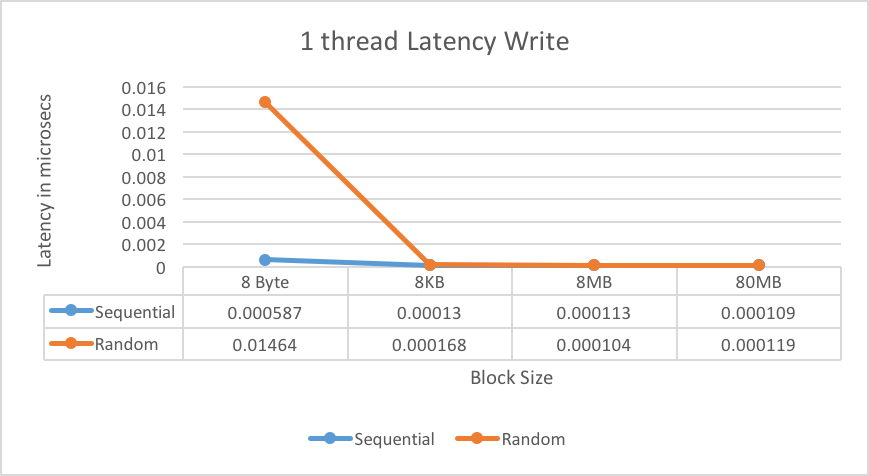 1 thread Latency Write
Latency in microsecs
0.016
0.014
0.012
0.01
0.008
0.006
0.004
0.002
0
8 Byte 8KB 8MB 80MB
Sequential 0.000587 0.00013 0.000113 0.000109
Random 0.01464 0.000168 0.000104 0.000119
Block Size
Sequential Random